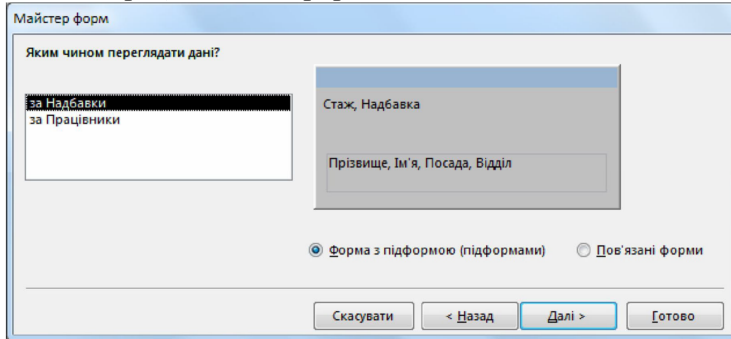 Майстер форм
Яким чином переглядати дані?
за Надбавки
за Працівники
Стаж, Надбавка
Прізвище, Ім'я, Посада, Відділ
Форма з підформою (підформами)
Пов'язані форми
Скасувати
< Назад
Далі >
Готово